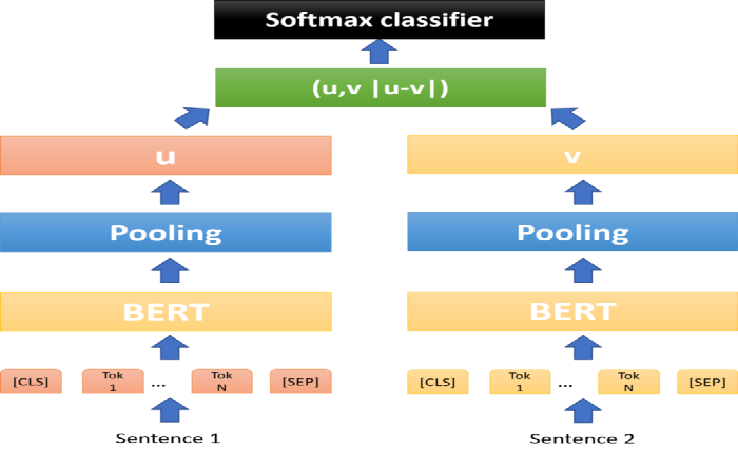 Softmax classifier
(u,v |u-v|)
u
v
Pooling
Pooling
BERT
BERT
[CLS] Tok 1 ... Tok N [SEP]
[CLS] Tok 1 ... Tok N [SEP]
Sentence 1
Sentence 2